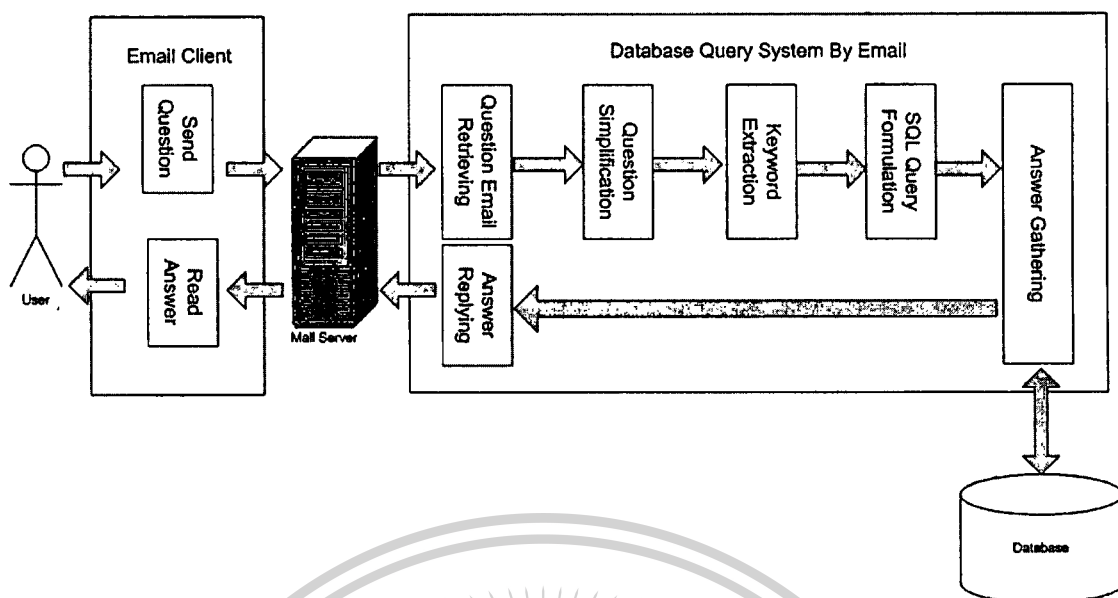 Email Client
Database Query System By Email
Send
Question
Question Email
Retrieving
Question
Simplification
Keyword
Extraction
SQL Query
Formulation
Answer Gathering
Read
Answer
Answer
Replying
User
Mail Server
Database